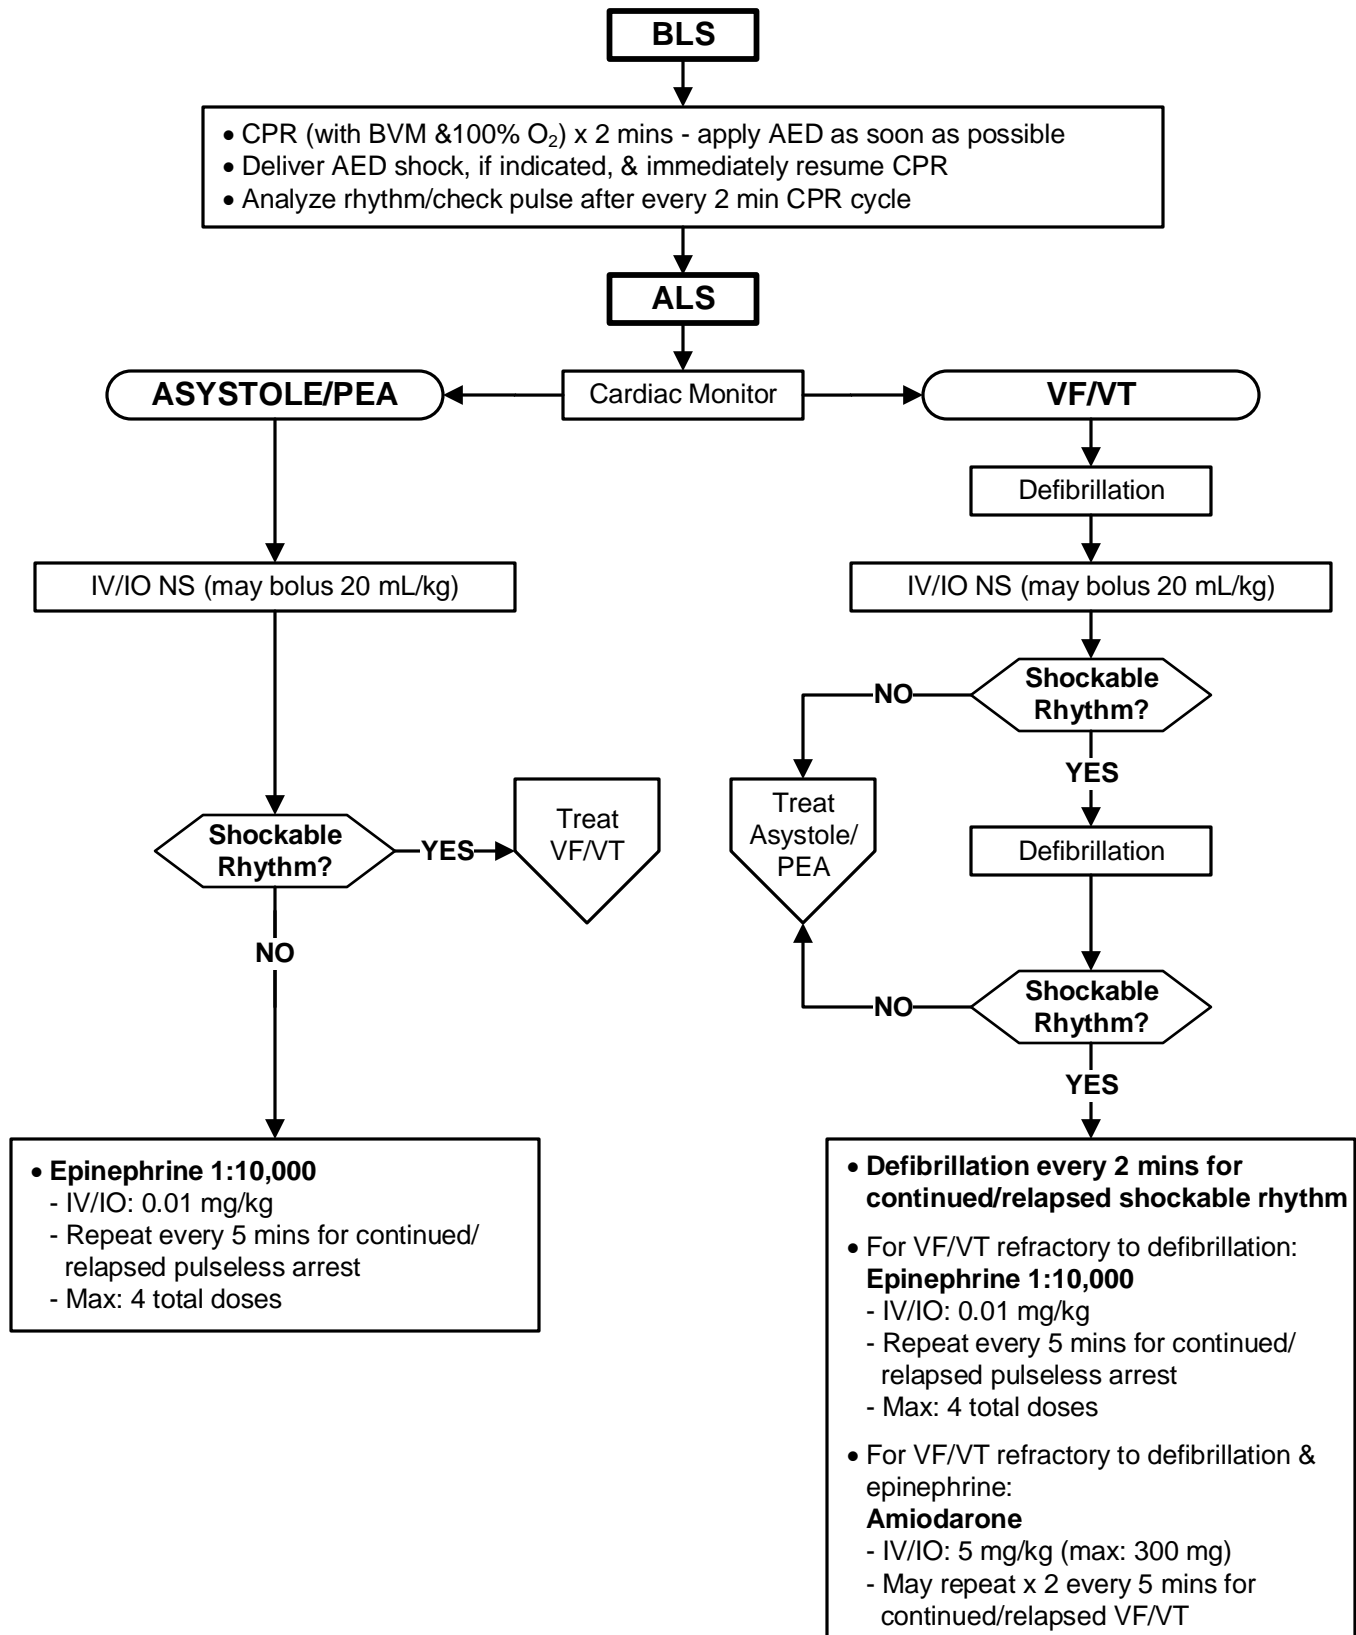 BLS
• CPR (with BVM &100% O₂) x 2 mins - apply AED as soon as possible
• Deliver AED shock, if indicated, & immediately resume CPR
• Analyze rhythm/check pulse after every 2 min CPR cycle
ALS
ASYSTOLE/PEA
Cardiac Monitor
VF/VT
Defibrillation
IV/IO NS (may bolus 20 mL/kg)
IV/IO NS (may bolus 20 mL/kg)
Shockable
Rhythm?
NO
YES
Treat
Asystole/
PEA
Treat
VF/VT
Shockable
Rhythm?
YES
Defibrillation
NO
Shockable
Rhythm?
NO
YES
• Epinephrine 1:10,000
- IV/IO: 0.01 mg/kg
- Repeat every 5 mins for continued/
relapsed pulseless arrest
- Max: 4 total doses
• Defibrillation every 2 mins for
continued/relapsed shockable rhythm
• For VF/VT refractory to defibrillation:
Epinephrine 1:10,000
- IV/IO: 0.01 mg/kg
- Repeat every 5 mins for continued/
relapsed pulseless arrest
- Max: 4 total doses
• For VF/VT refractory to defibrillation &
epinephrine:
Amiodarone
- IV/IO: 5 mg/kg (max: 300 mg)
- May repeat x 2 every 5 mins for
continued/relapsed VF/VT